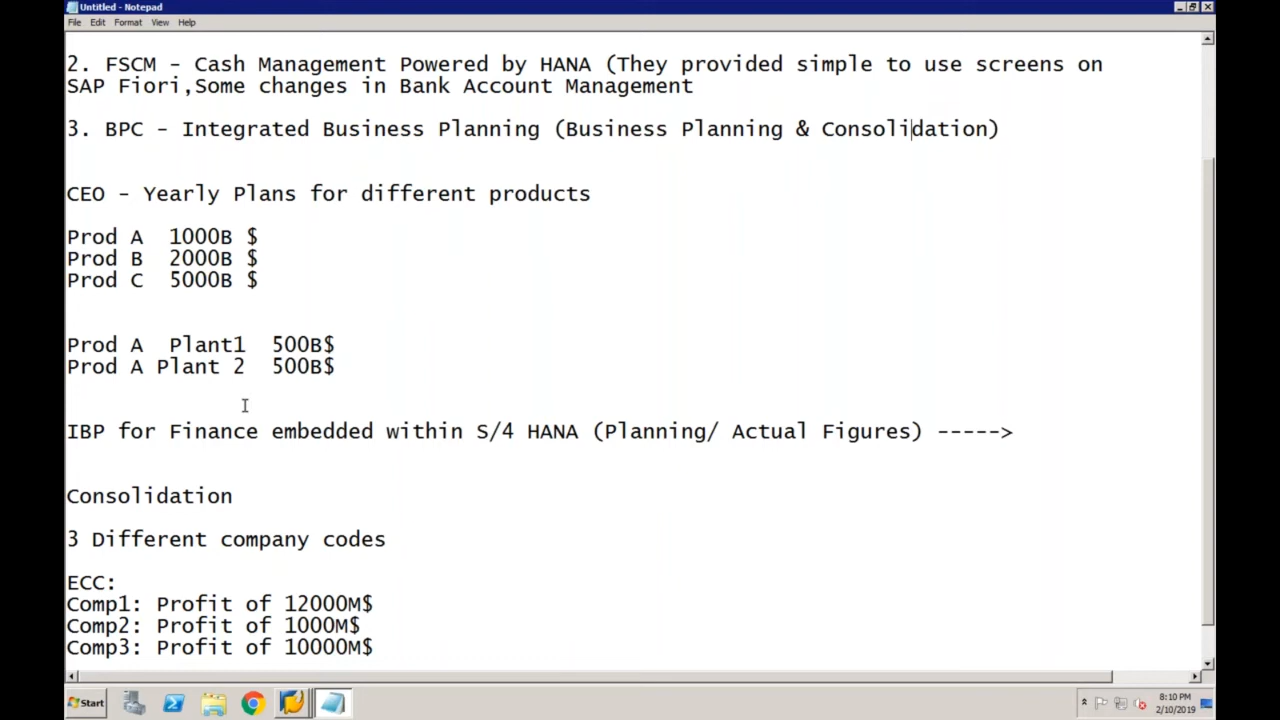 Untitled - Notepad
File Edit Format View Help
2. FSCM - Cash Management Powered by HANA (They provided simple to use screens on
SAP Fiori,Some changes in Bank Account Management
3. BPC - Integrated Business Planning (Business Planning & Consolidation)
CEO - Yearly Plans for different products
Prod A 1000B $
Prod B 2000B $
Prod C 5000B $
Prod A Plant1 500B$
Prod A Plant 2 500B$
IBP for Finance embedded within S/4 HANA (Planning/ Actual Figures) ----->
Consolidation
3 Different company codes
ECC:
Comp1: Profit of 12000M$
Comp2: Profit of 1000M$
Comp3: Profit of 10000M$
Start
8:10 PM
2/10/2019